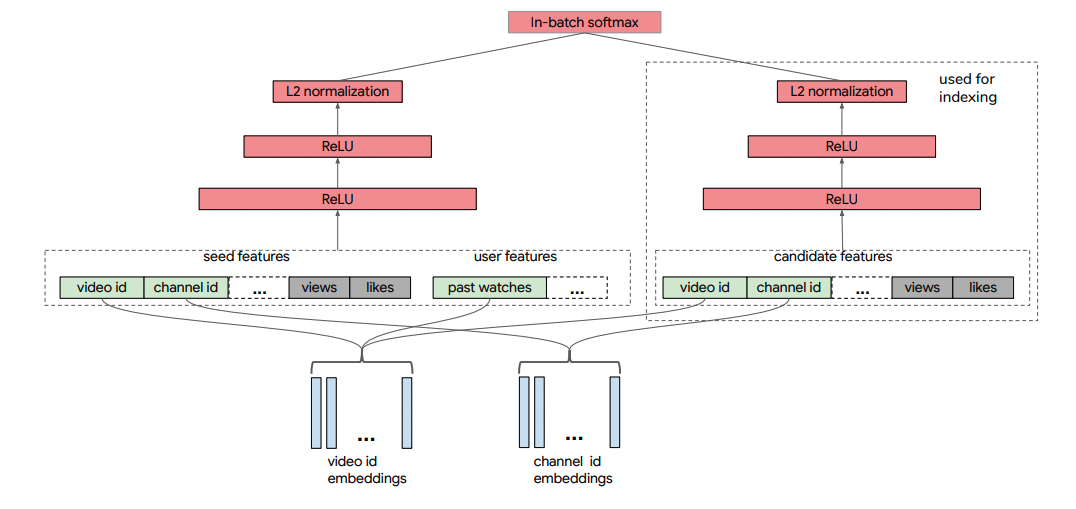 In-batch softmax
L2 normalization
L2 normalization
used for
indexing
ReLU
ReLU
ReLU
ReLU
seed features
user features
candidate features
video id
channel id
...
views
likes
past watches
...
video id
channel id
...
views
likes
...
...
video id
embeddings
channel id
embeddings